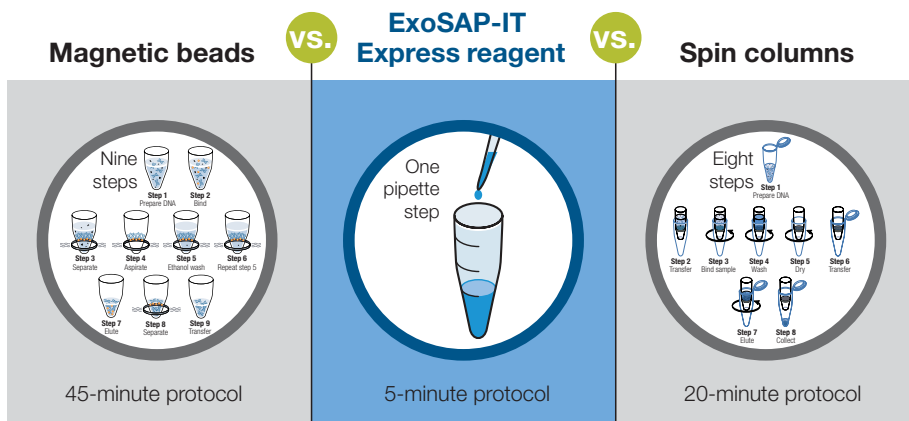 Magnetic beads
vs.
ExoSAP-IT
Express reagent
vs.
Spin columns
Nine
steps
Step 1
Prepare DNA
Step 2
Bind
Step 3
Separate
Step 4
Aspirate
Step 5
Ethanol wash
Step 6
Repeat step 5
Step 7
Elute
Step 8
Separate
Step 9
Transfer
45-minute protocol
One
pipette
step
5-minute protocol
Eight
steps
Step 1
Prepare DNA
Step 2
Transfer
Step 3
Bind sample
Step 4
Wash
Step 5
Dry
Step 6
Transfer
Step 7
Elute
Step 8
Collect
20-minute protocol